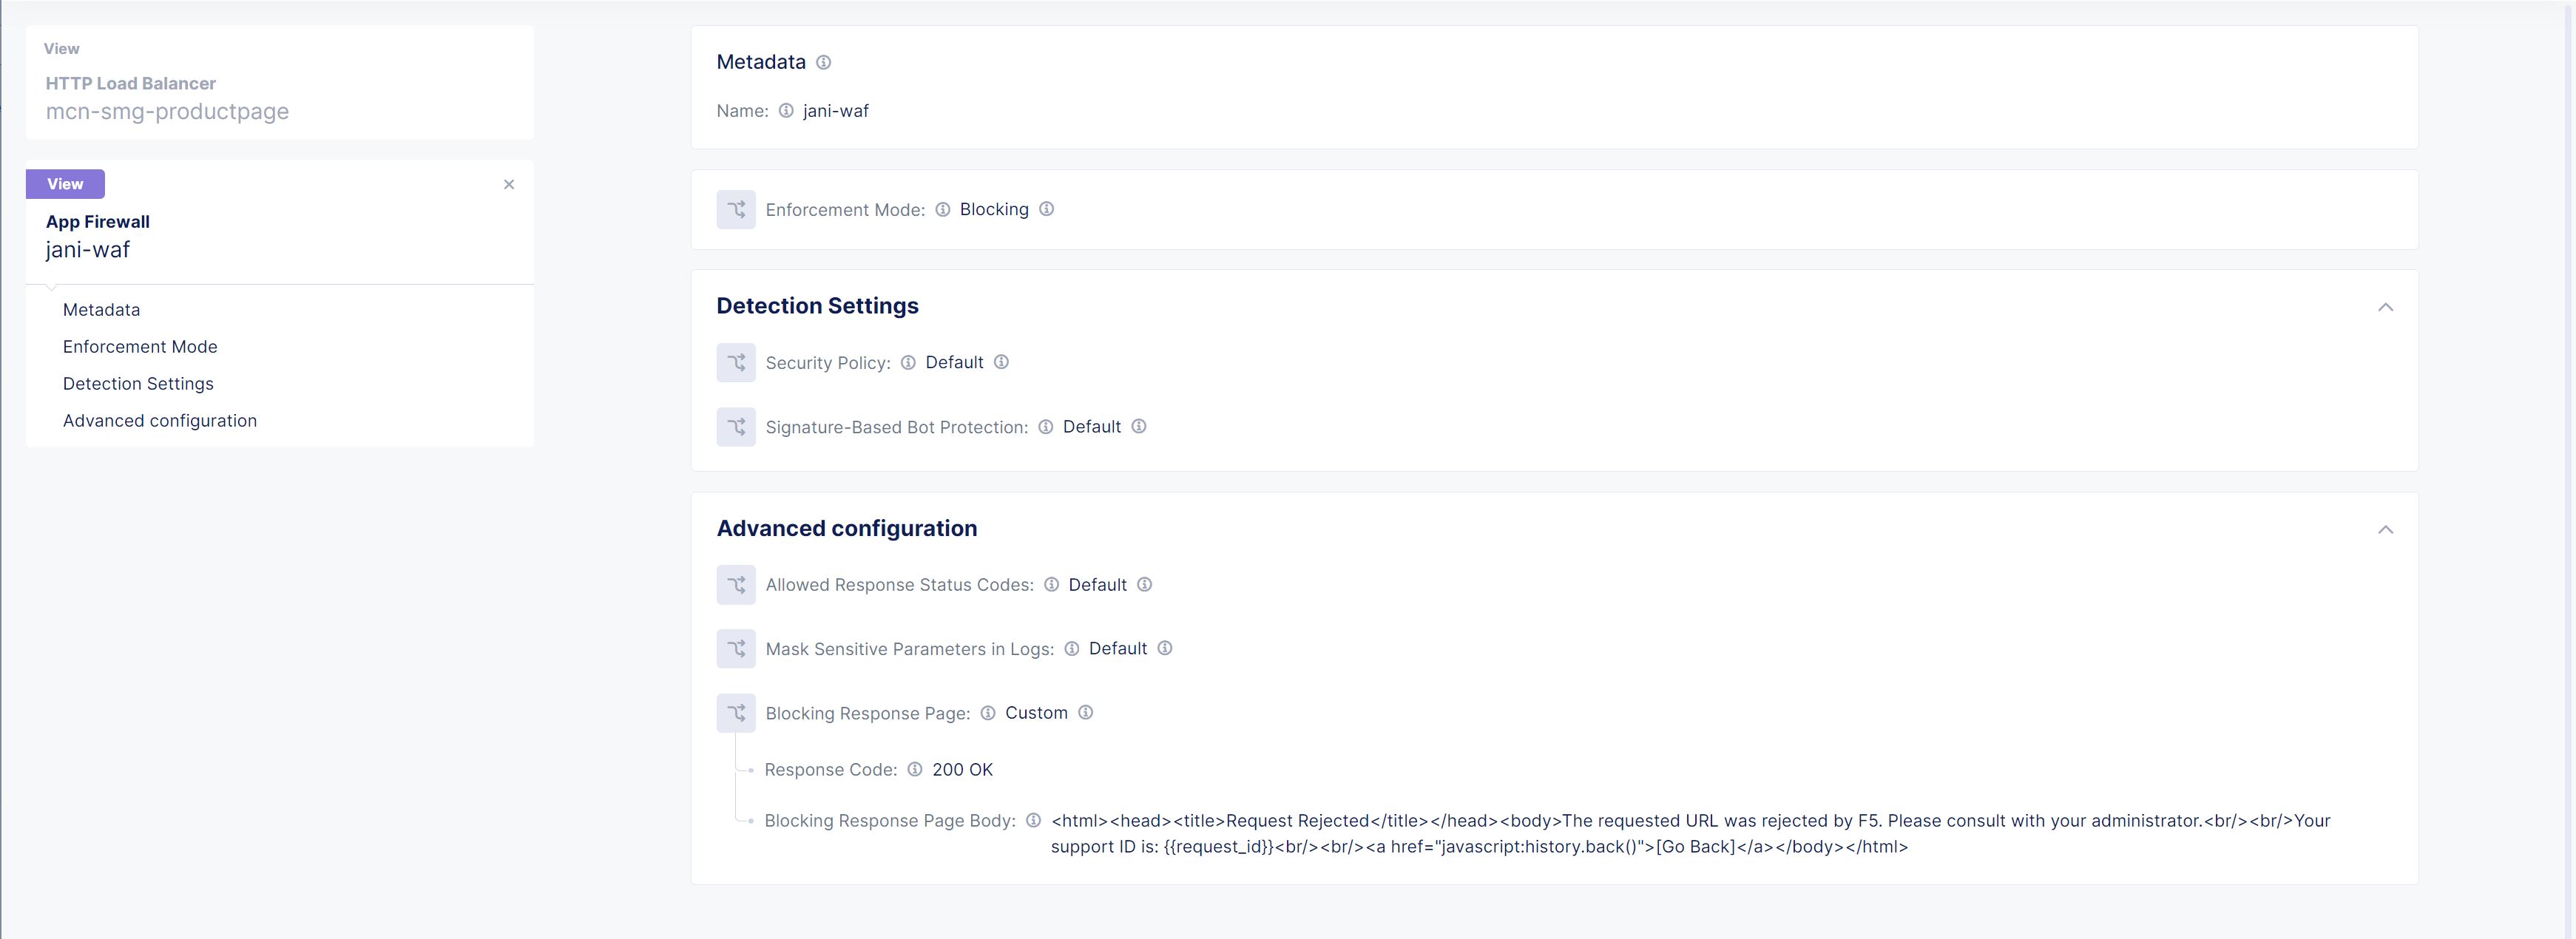 View
HTTP Load Balancer
mcn-smg-productpage
View
App Firewall
jani-waf
Metadata
Enforcement Mode
Detection Settings
Advanced configuration
Metadata
Name: jani-waf
Enforcement Mode: Blocking
Detection Settings
Security Policy: Default
Signature-Based Bot Protection: Default
Advanced configuration
Allowed Response Status Codes: Default
Mask Sensitive Parameters in Logs: Default
Blocking Response Page: Custom
Response Code: 200 OK
Blocking Response Page Body: <html><head><title>Request Rejected</title></head><body>The requested URL was rejected by F5. Please consult with your administrator.<br/><br/>Your
support ID is: {{request_id}}<br/><br/><a href="javascript:history.back()">[Go Back]</a></body></html>